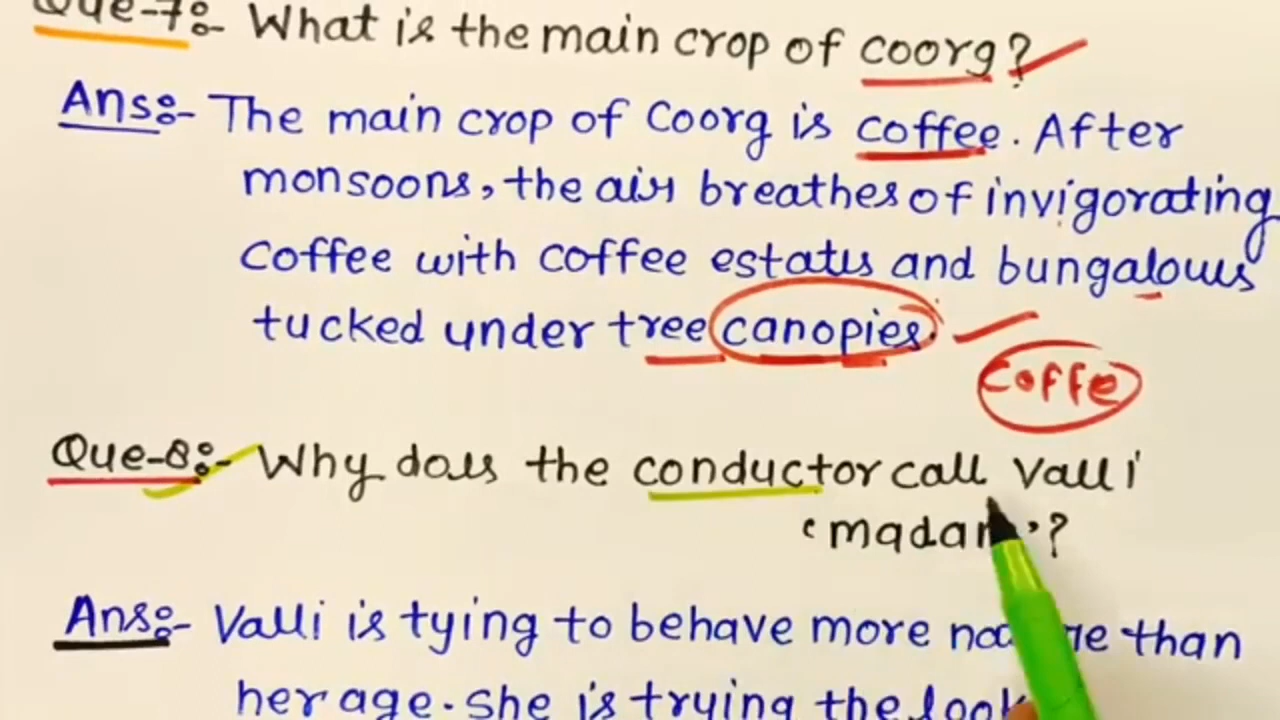 Que-7:- What is the main crop of coorg?
Ans:- The main crop of Coorg is coffee. After
monsoons, the air breathes of invigorating
coffee with coffee estates and bungalows
tucked under tree canopies.
coffe
Que-8:- Why does the conductor call Valli
'madam'?
Ans:- Valli is tying to behave more than
her age. She is trying the look